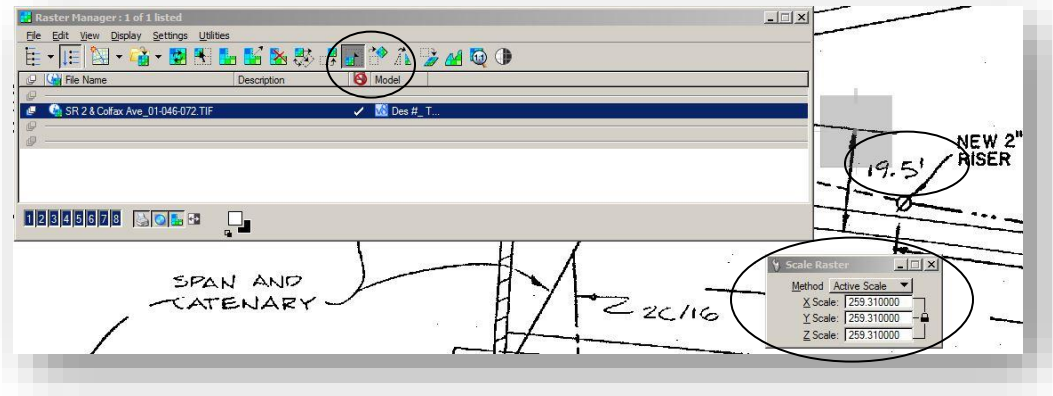 Raster Manager : 1 of 1 listed
File Edit View Display Settings Utilities
File Name Description Model
SR 2 & Colfax Ave_01-046-072.TIF Des #_ T...
1 2 3 4 5 6 7 8
NEW 2"
RISER
19.5'
SPAN AND
CATENARY
2C/16
Scale Raster
Method Active Scale
X Scale: 259.310000
Y Scale: 259.310000
Z Scale: 259.310000